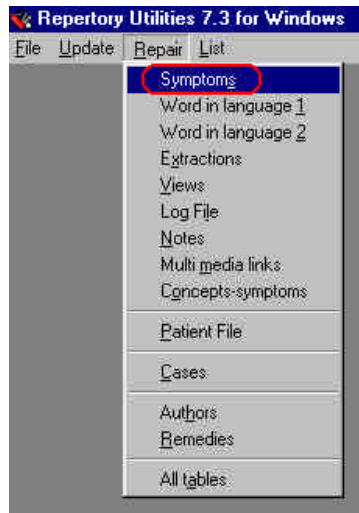 Repertory Utilities 7.3 for Windows
File Update Repair List
Symptoms
Word in language 1
Word in language 2
Extractions
Views
Log File
Notes
Multi media links
Concepts-symptoms
Patient File
Cases
Authors
Remedies
All tables